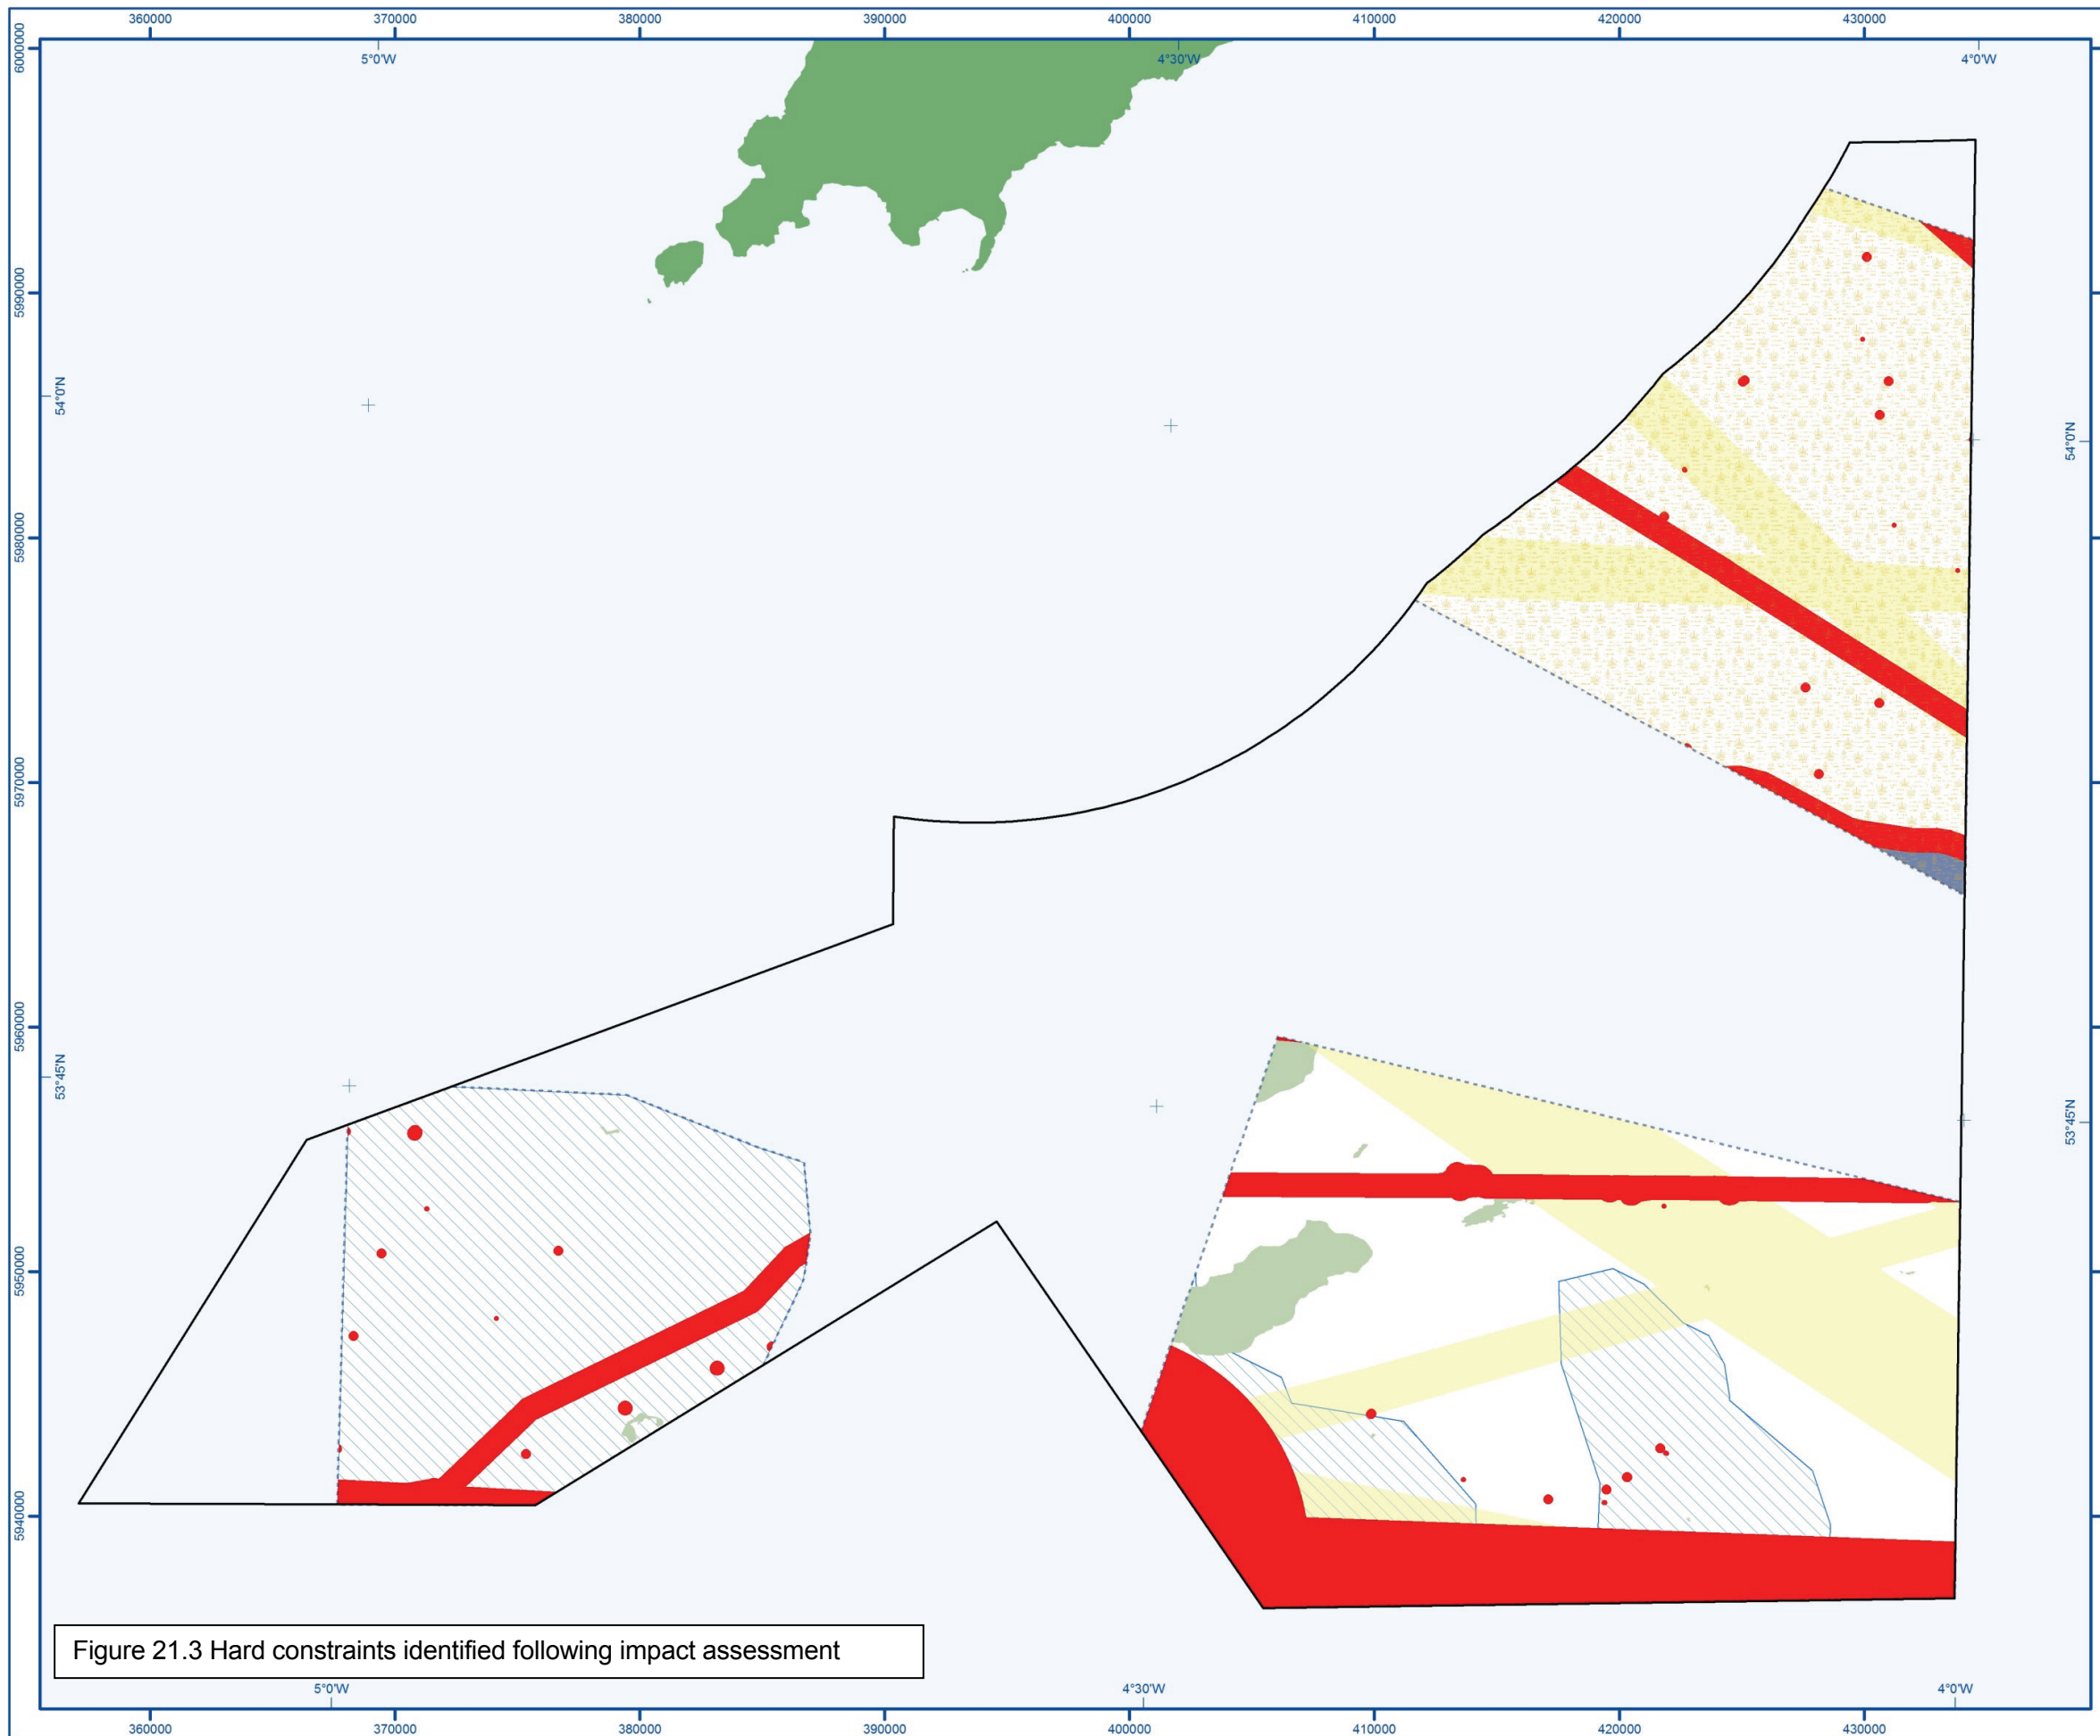 360000 370000 380000 390000 400000 410000 420000 430000
5°0'W 4°30'W 4°0'W
6000000
5990000
54°0'N 54°0'N
5980000
5970000
5960000
53°45'N 53°45'N
5950000
5940000
Figure 21.3 Hard constraints identified following impact assessment
5°0'W 4°30'W 4°0'W
360000 370000 380000 390000 400000 410000 420000 430000